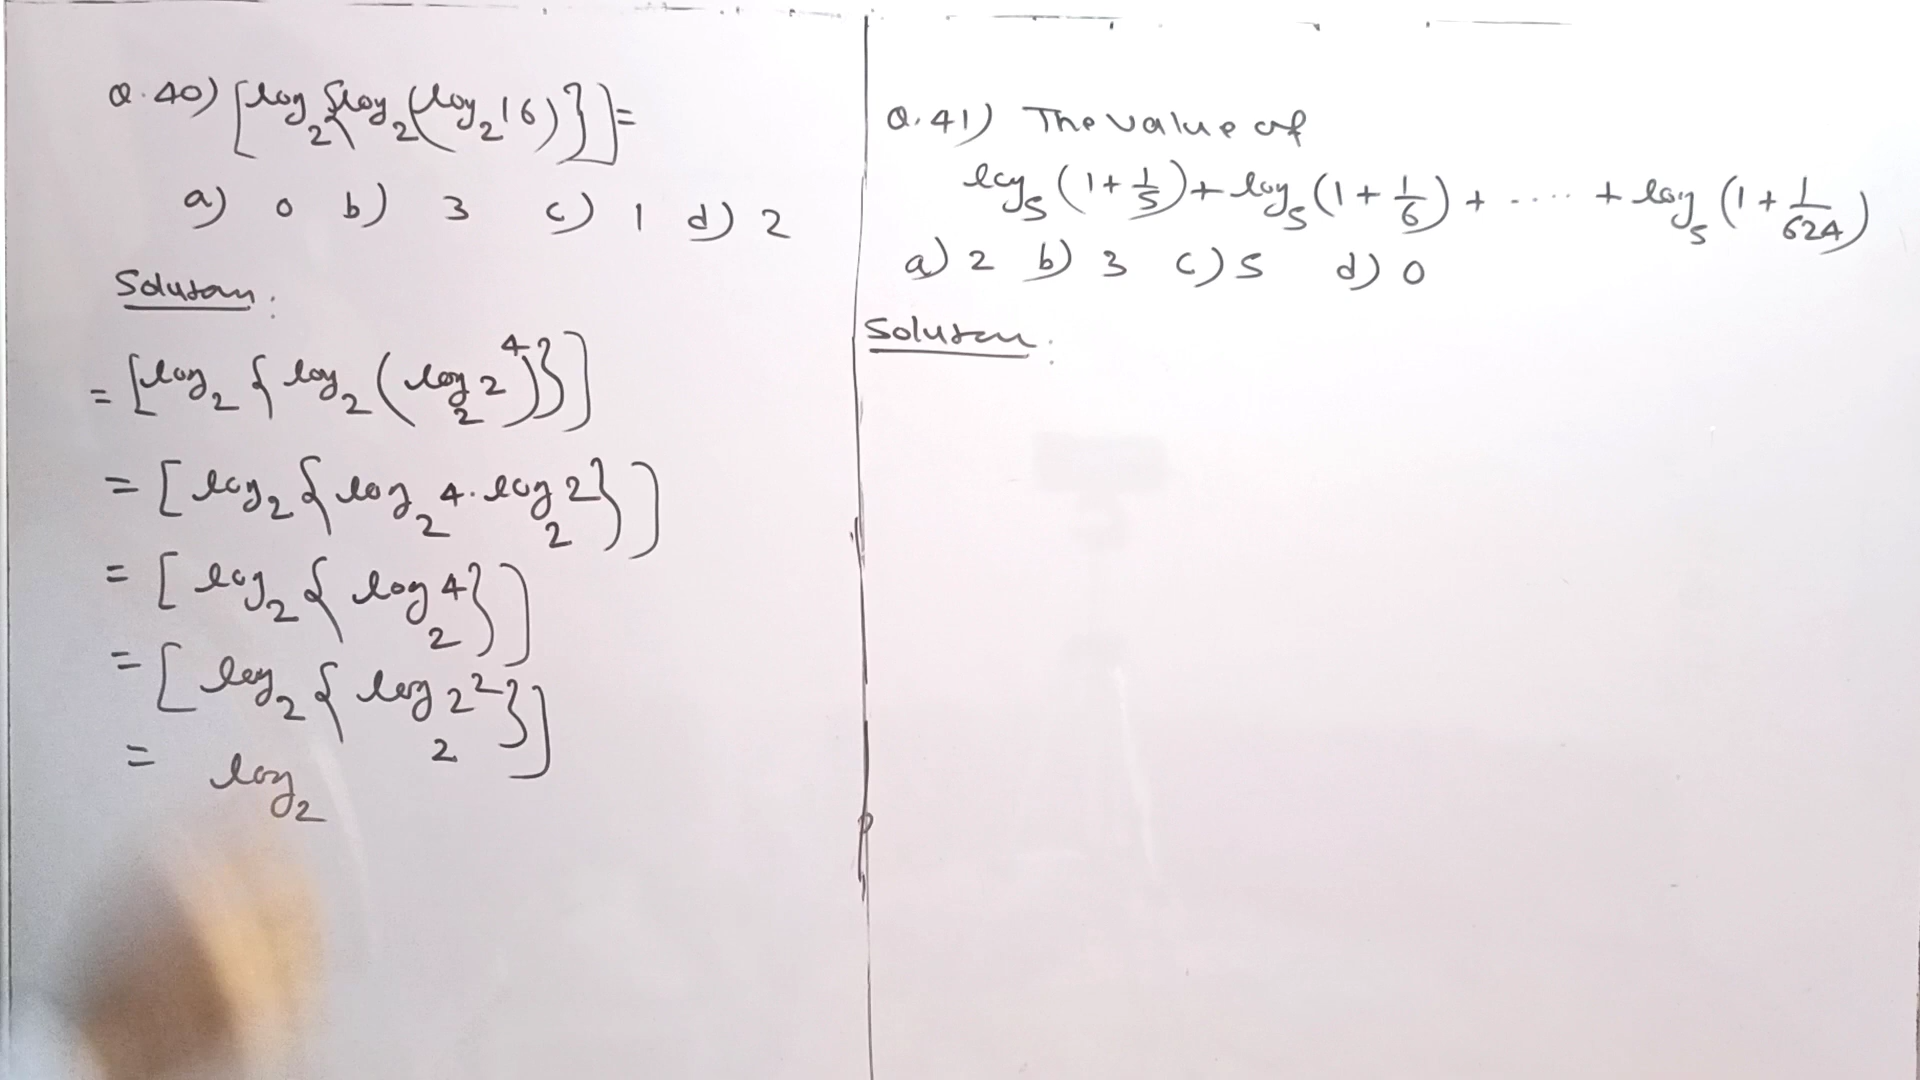 Q.40) [log₂{log₂(log₂16)}]=
a) 0 b) 3 c) 1 d) 2
Soluton:
= [log₂{log₂(log₂2⁴)}]
= [log₂{log₂4.log₂2}]
= [log₂{log₂4}]
= [log₂{log₂2²}]
= log₂
Q.41) The value of
log₅(1+1/5)+log₅(1+1/6)+.....+log₅(1+1/624)
a) 2 b) 3 c) 5 d) 0
Soluton: